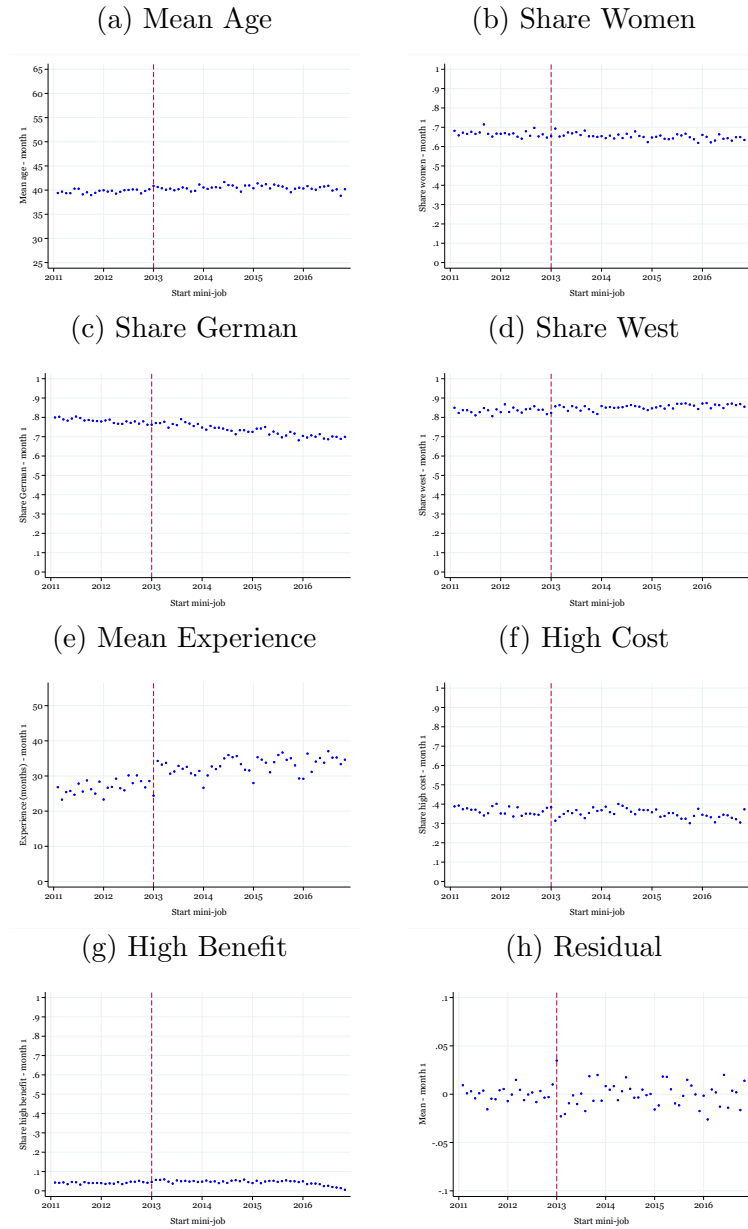 (a) Mean Age
(b) Share Women
65
60
55
50
45
40
35
30
25
Mean age - month 1
2011 2012 2013 2014 2015 2016
Start mini-job
1
.9
.8
.7
.6
.5
.4
.3
.2
.1
0
Share women - month 1
2011 2012 2013 2014 2015 2016
Start mini-job
(c) Share German
(d) Share West
1
.9
.8
.7
.6
.5
.4
.3
.2
.1
0
Share German - month 1
2011 2012 2013 2014 2015 2016
Start mini-job
1
.9
.8
.7
.6
.5
.4
.3
.2
.1
0
Share west - month 1
2011 2012 2013 2014 2015 2016
Start mini-job
(e) Mean Experience
(f) High Cost
50
40
30
20
10
0
Experience (months) - month 1
2011 2012 2013 2014 2015 2016
Start mini-job
1
.9
.8
.7
.6
.5
.4
.3
.2
.1
0
Share high cost - month 1
2011 2012 2013 2014 2015 2016
Start mini-job
(g) High Benefit
(h) Residual
1
.9
.8
.7
.6
.5
.4
.3
.2
.1
0
Share high benefit - month 1
2011 2012 2013 2014 2015 2016
Start mini-job
.1
.05
0
-.05
-.1
Mean - month 1
2011 2012 2013 2014 2015 2016
Start mini-job